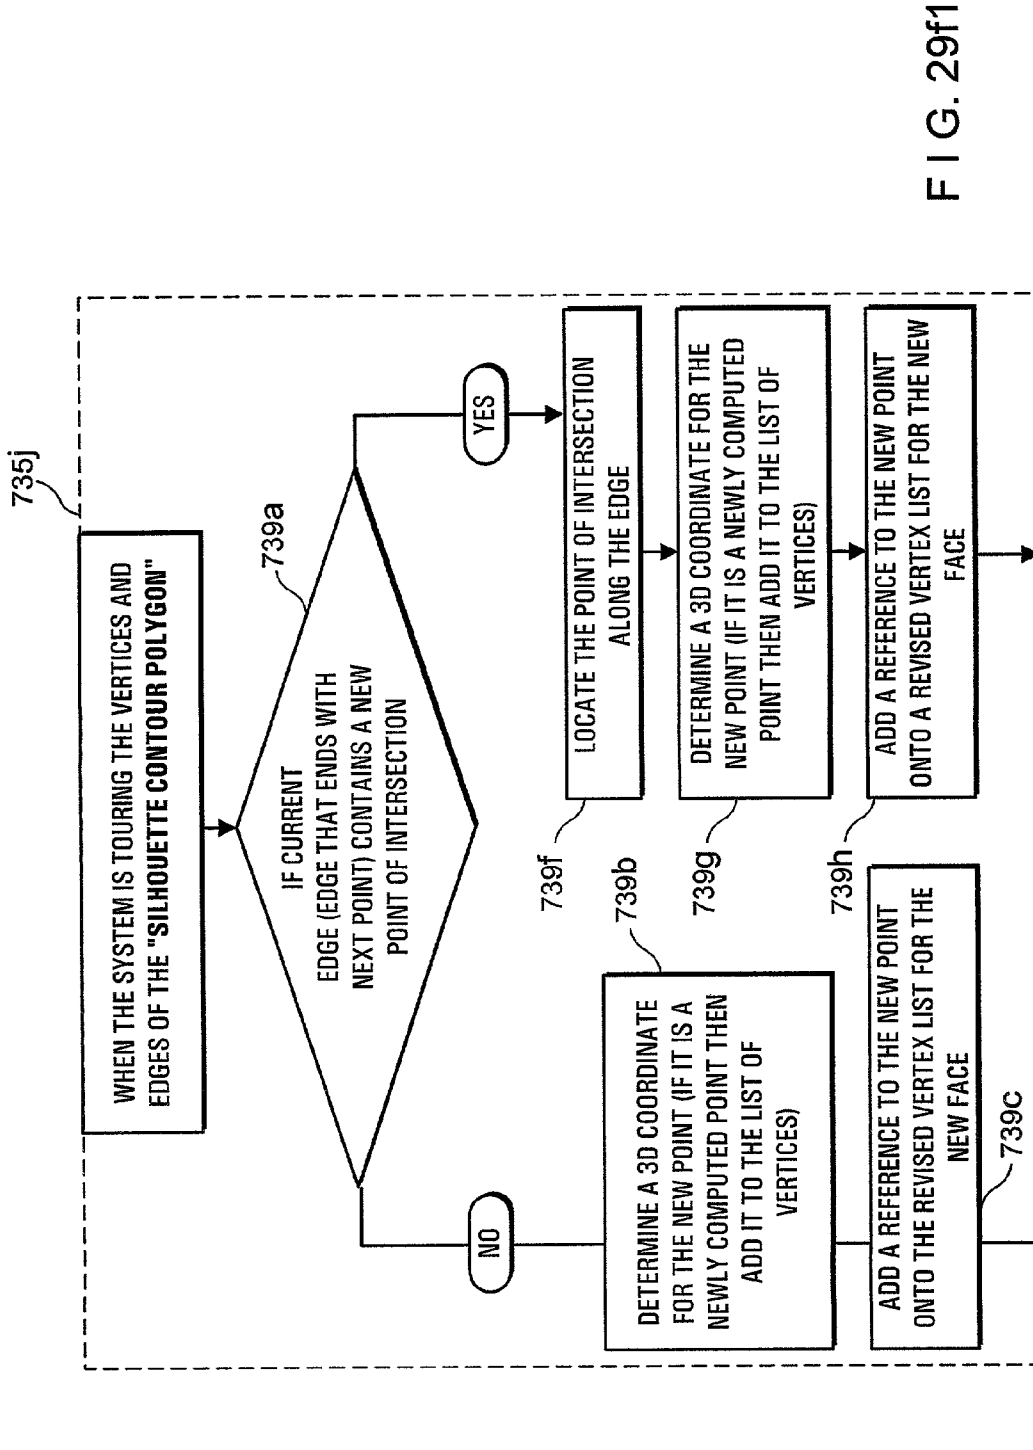 735j
WHEN THE SYSTEM IS TOURING THE VERTICES AND
EDGES OF THE "SILHOUETTE CONTOUR POLYGON"
739a
IF CURRENT
EDGE (EDGE THAT ENDS WITH
NEXT POINT) CONTAINS A NEW
POINT OF INTERSECTION
NO
YES
739b
DETERMINE A 3D COORDINATE
FOR THE NEW POINT (IF IT IS A
NEWLY COMPUTED POINT THEN
ADD IT TO THE LIST OF
VERTICES)
ADD A REFERENCE TO THE NEW POINT
ONTO THE REVISED VERTEX LIST FOR THE
NEW FACE
739c
739f
LOCATE THE POINT OF INTERSECTION
ALONG THE EDGE
739g
DETERMINE A 3D COORDINATE FOR THE
NEW POINT (IF IT IS A NEWLY COMPUTED
POINT THEN ADD IT TO THE LIST OF
VERTICES)
739h
ADD A REFERENCE TO THE NEW POINT
ONTO A REVISED VERTEX LIST FOR THE NEW
FACE
FIG. 29f1